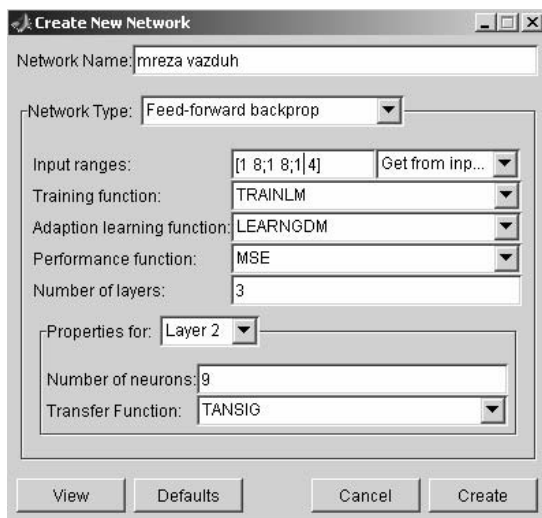 Create New Network
Network Name: mreza vazduh
Network Type: Feed-forward backprop
Input ranges: [1 8;1 8;1 4] Get from inp...
Training function: TRAINLM
Adaption learning function: LEARNGDM
Performance function: MSE
Number of layers: 3
Properties for: Layer 2
Number of neurons: 9
Transfer Function: TANSIG
View Defaults Cancel Create